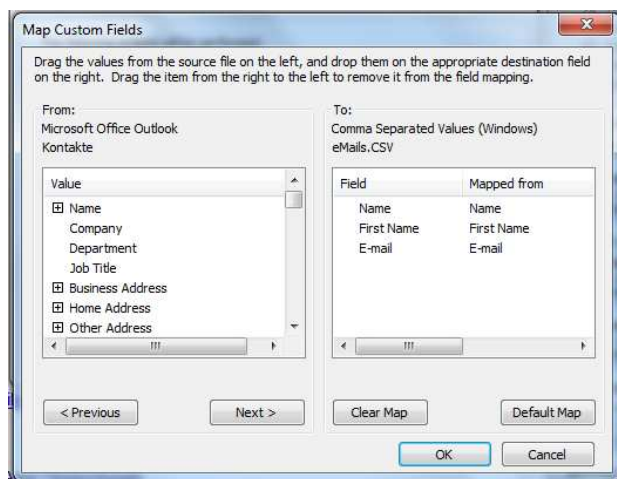 Map Custom Fields
Drag the values from the source file on the left, and drop them on the appropriate destination field
on the right. Drag the item from the right to the left to remove it from the field mapping.
From:
Microsoft Office Outlook
Kontakte
Value
Name
Company
Department
Job Title
Business Address
Home Address
Other Address
< Previous
Next >
To:
Comma Separated Values (Windows)
eMails.CSV
Field Mapped from
Name Name
First Name First Name
E-mail E-mail
Clear Map
Default Map
OK
Cancel